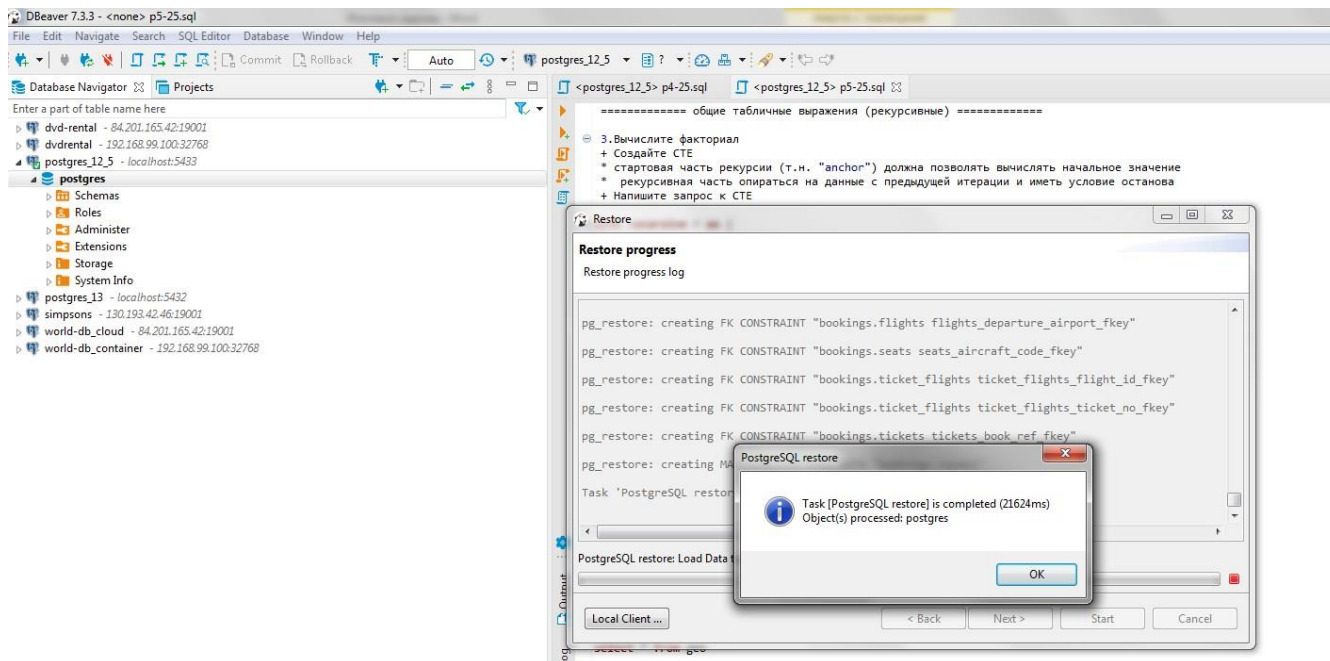 DBeaver 7.3.3 - <none> p5-25.sql
File Edit Navigate Search SQL Editor Database Window Help
Commit Rollback Auto postgres_12_5 ?
Database Navigator Projects
<postgres_12_5> p4-25.sql <postgres_12_5> p5-25.sql
Enter a part of table name here
dvd-rental - 84.201.165.42:19001
dvdrental - 192.168.99.100:32768
postgres_12_5 - localhost:5433
postgres
Schemas
Roles
Administer
Extensions
Storage
System Info
postgres_13 - localhost:5432
simpsons - 130.193.42.46:19001
world-db_cloud - 84.201.165.42:19001
world-db_container - 192.168.99.100:32768
============= общие табличные выражения (рекурсивные) =============
3.Вычислите факториал
+ Создайте CTE
* стартовая часть рекурсии (т.н. "anchor") должна позволять вычислять начальное значение
* рекурсивная часть опираться на данные с предыдущей итерации и иметь условие останова
+ Напишите запрос к CTE
Restore
Restore progress
Restore progress log
pg_restore: creating FK CONSTRAINT "bookings.flights flights_departure_airport_fkey"
pg_restore: creating FK CONSTRAINT "bookings.seats seats_aircraft_code_fkey"
pg_restore: creating FK CONSTRAINT "bookings.ticket_flights ticket_flights_flight_id_fkey"
pg_restore: creating FK CONSTRAINT "bookings.ticket_flights ticket_flights_ticket_no_fkey"
pg_restore: creating FK CONSTRAINT "bookings.tickets tickets_book_ref_fkey"
pg_restore: creating MA
Task 'PostgreSQL restor
PostgreSQL restore
Task [PostgreSQL restore] is completed (21624ms)
Object(s) processed: postgres
OK
PostgreSQL restore: Load Data t
Output
Local Client ...
< Back Next > Start Cancel
select * from geo